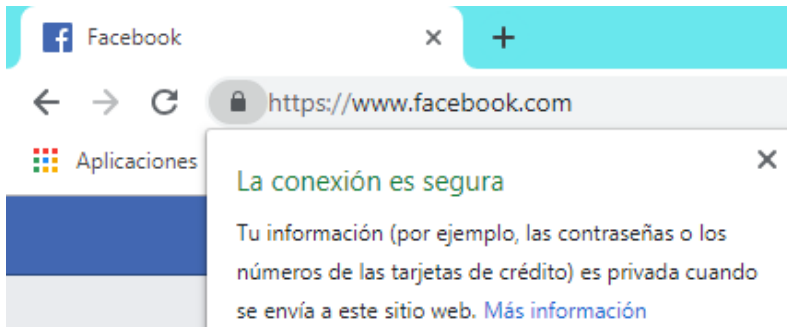 Facebook
https://www.facebook.com
Aplicaciones
La conexión es segura
Tu información (por ejemplo, las contraseñas o los
números de las tarjetas de crédito) es privada cuando
se envía a este sitio web. Más información